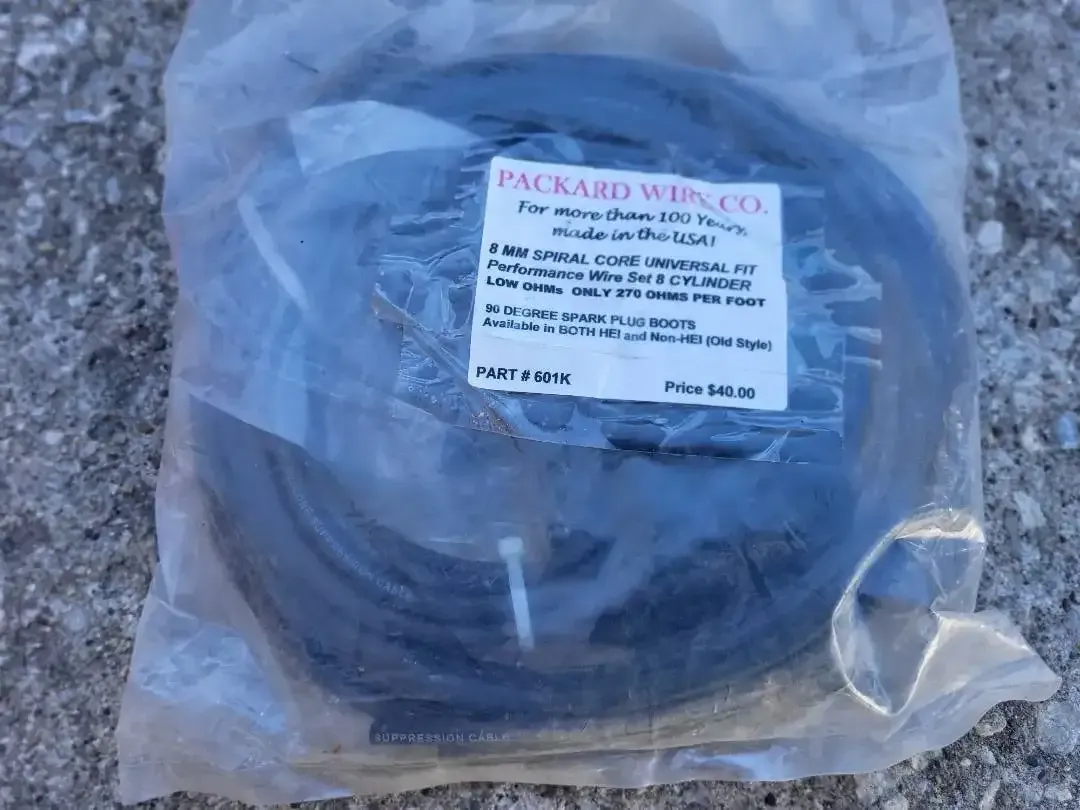 PACKARD WIRE CO.
For more than 100 Years,
made in the USA!
8 MM SPIRAL CORE UNIVERSAL FIT
Performance Wire Set 8 CYLINDER
LOW OHMs ONLY 270 OHMS PER FOOT
90 DEGREE SPARK PLUG BOOTS
Available in BOTH HEI and Non-HEI (Old Style)
PART # 601K Price $40.00
SUPPRESSION CABLE